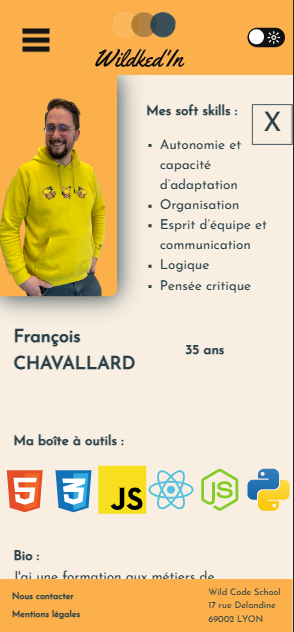 Wildked'In
Mes soft skills :
X
Autonomie et
capacité
d'adaptation
Organisation
Esprit d'équipe et
communication
Logique
Pensée critique
François
CHAVALLARD
35 ans
Ma boîte à outils :
5
3
JS
JS
Bio :
J'ai une formation aux métiers de
Nous contacter
Mentions légales
Wild Code School
17 rue Delandine
69002 LYON